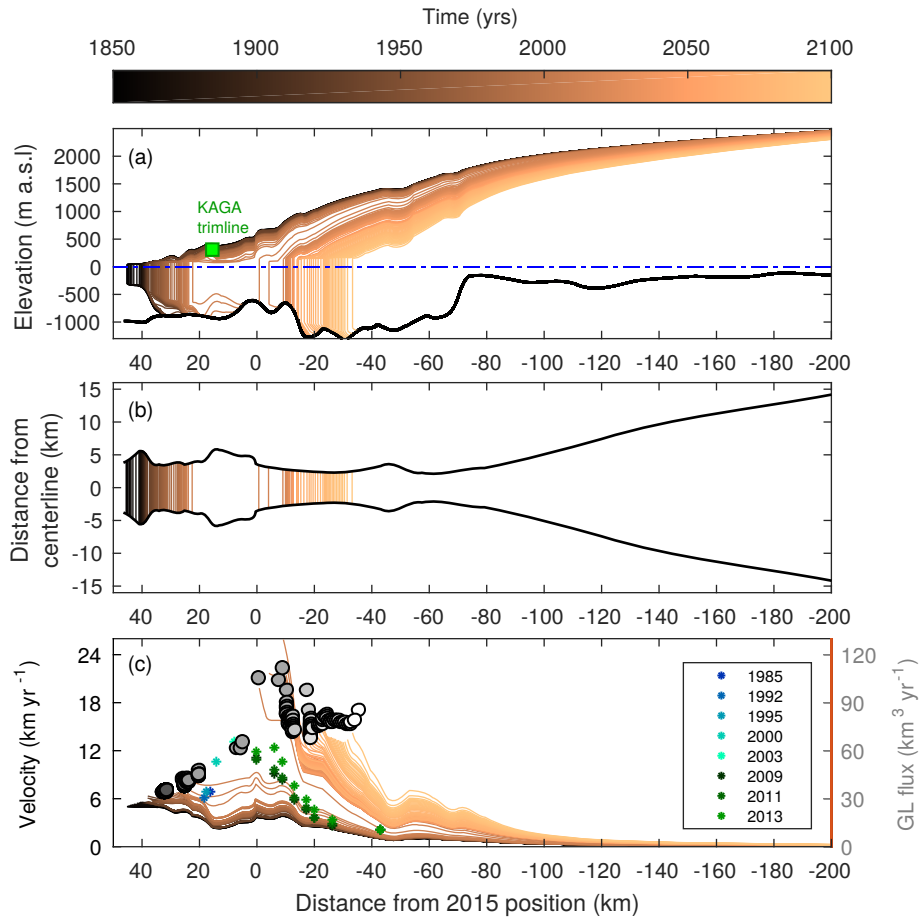 Time (yrs)
1850 1900 1950 2000 2050 2100
(a)
Elevation (m a.s.l)
2000
1500
1000
500
0
-500
-1000
KAGA
trimline
40 20 0 -20 -40 -60 -80 -100 -120 -140 -160 -180 -200
(b)
Distance from
centerline (km)
15
10
5
0
-5
-10
-15
40 20 0 -20 -40 -60 -80 -100 -120 -140 -160 -180 -200
(c)
Velocity (km yr-1)
24
18
12
6
0
1985
1992
1995
2000
2003
2009
2011
2013
120
90
60
30
0
GL flux (km3 yr-1)
40 20 0 -20 -40 -60 -80 -100 -120 -140 -160 -180 -200
Distance from 2015 position (km)